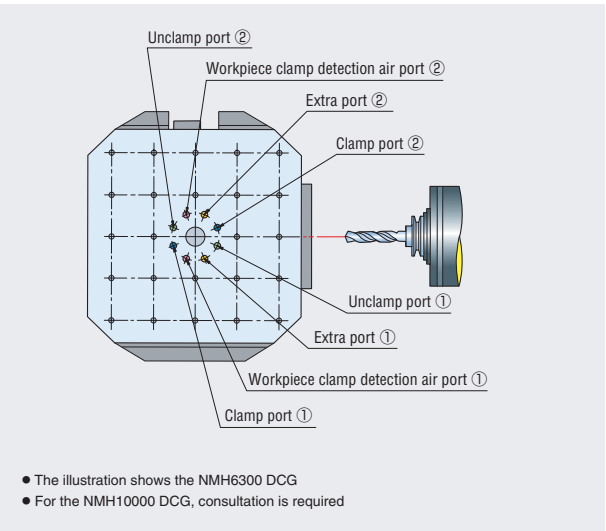 Unclamp port ②
Workpiece clamp detection air port ②
Extra port ②
Clamp port ②
Unclamp port ①
Extra port ①
Workpiece clamp detection air port ①
Clamp port ①
● The illustration shows the NMH6300 DCG
● For the NMH10000 DCG, consultation is required